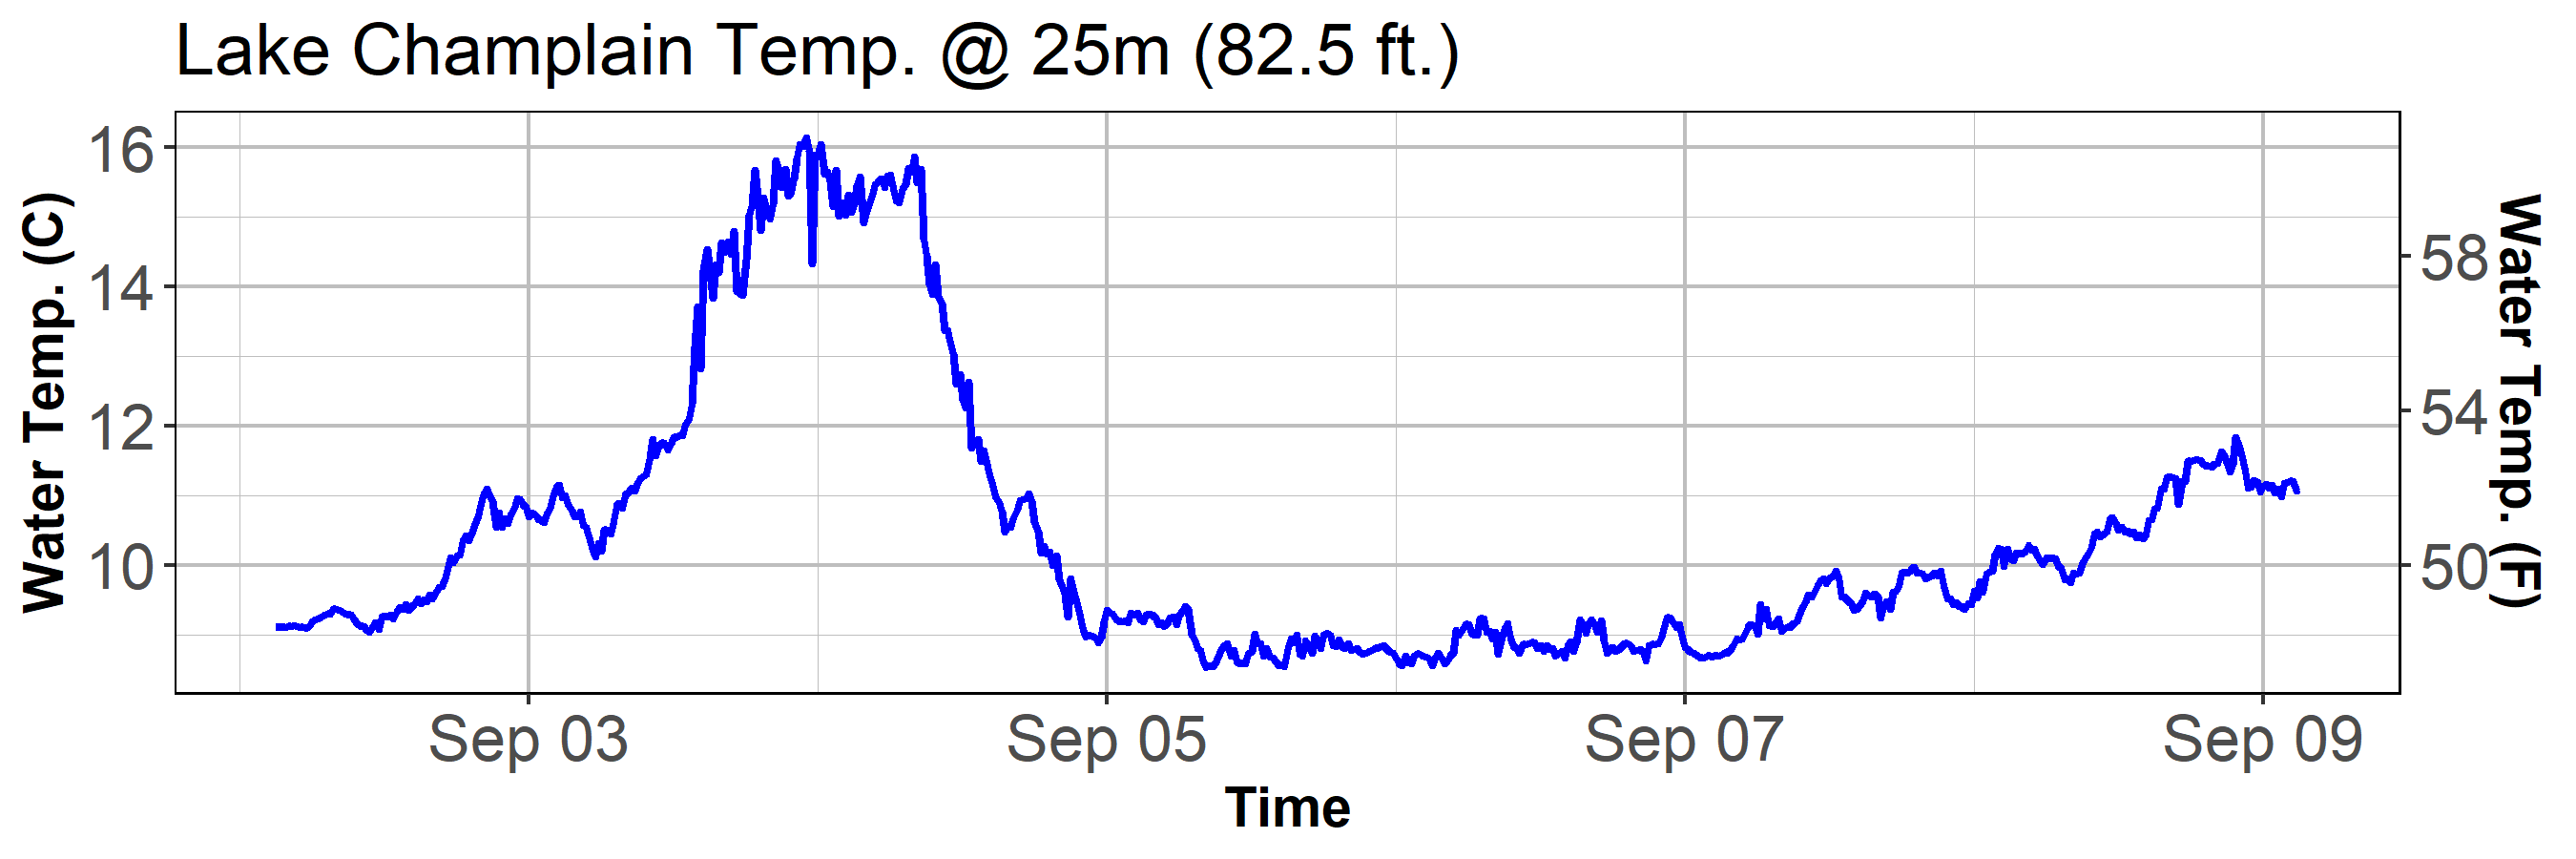 Lake Champlain Temp. @ 25m (82.5 ft.)
Water Temp. (C)
16
14
12
10
58
54
50
Water Temp. (F)
Sep 03
Sep 05
Sep 07
Sep 09
Time